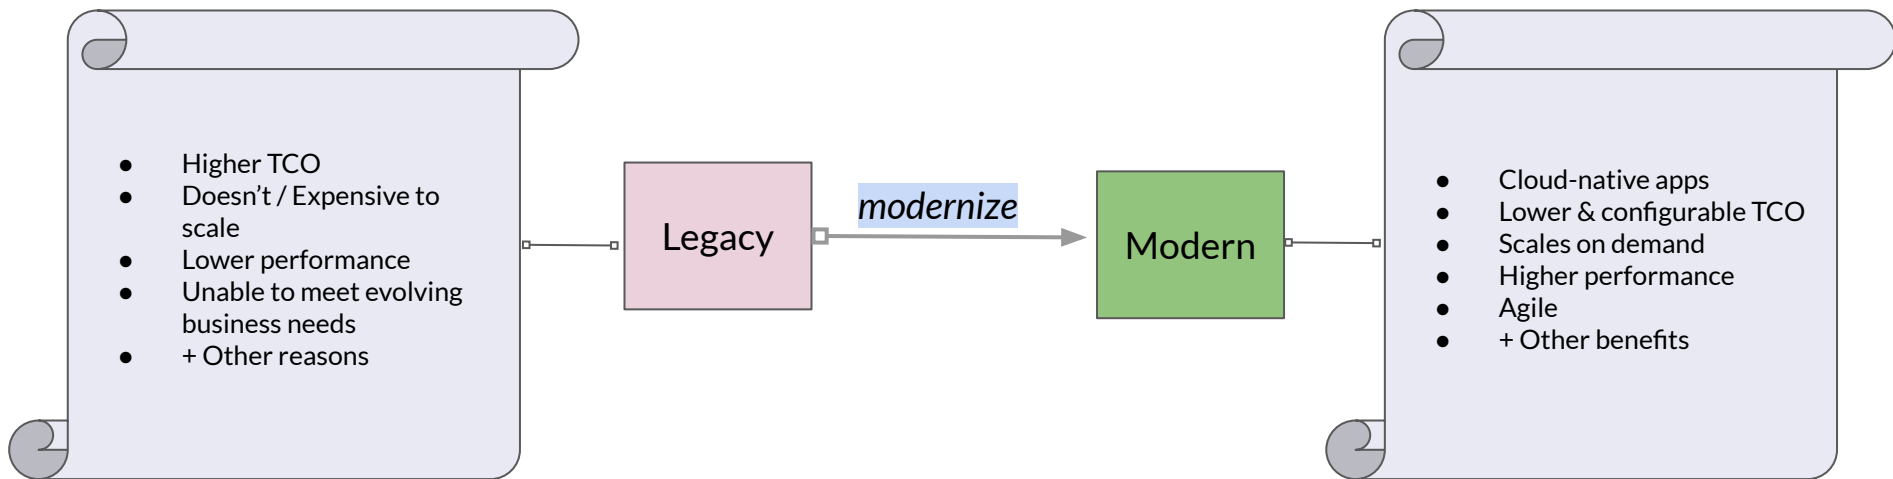 ● Higher TCO
● Doesn’t / Expensive to
scale
● Lower performance
● Unable to meet evolving
business needs
● + Other reasons
Legacy
modernize
Modern
● Cloud-native apps
● Lower & configurable TCO
● Scales on demand
● Higher performance
● Agile
● + Other benefits